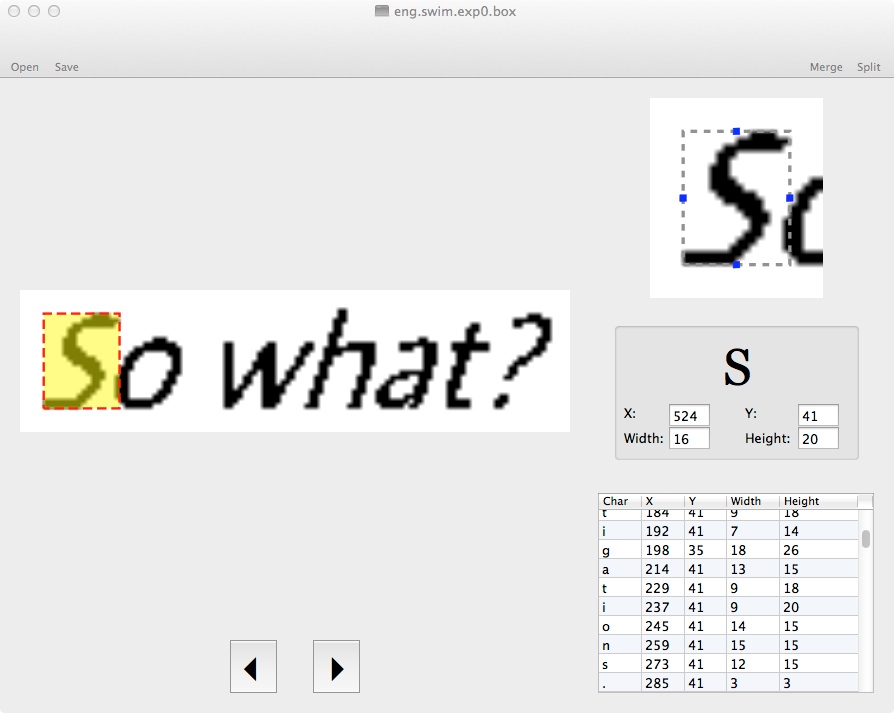 eng.swim.exp0.box
Open Save Merge Split
So
So what?
S
X: 524 Y: 41
Width: 16 Height: 20
Char X Y Width Height
t 184 41 9 18
i 192 41 7 14
g 198 35 18 26
a 214 41 13 15
t 229 41 9 18
i 237 41 9 20
o 245 41 14 15
n 259 41 15 15
s 273 41 12 15
. 285 41 3 3